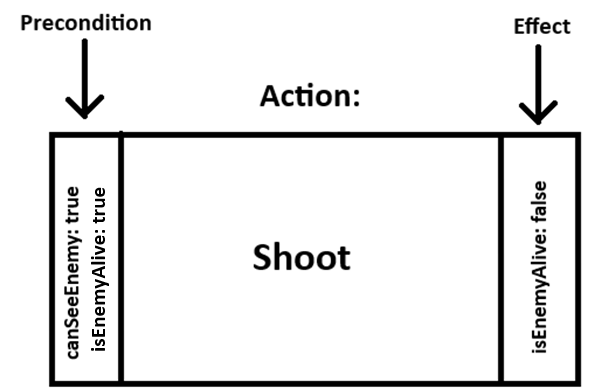 Precondition
Effect
Action:
canSeeEnemy: true
isEnemyAlive: true
Shoot
isEnemyAlive: false